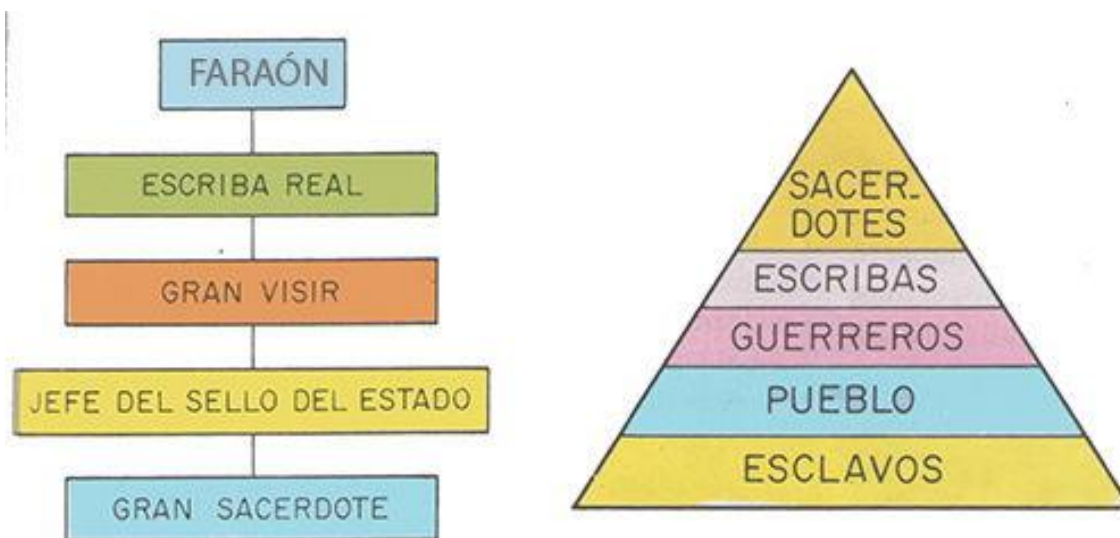 FARAÓN
ESCRIBA REAL
GRAN VISIR
JEFE DEL SELLO DEL ESTADO
GRAN SACERDOTE
SACER-
DOTES
ESCRIBAS
GUERREROS
PUEBLO
ESCLAVOS